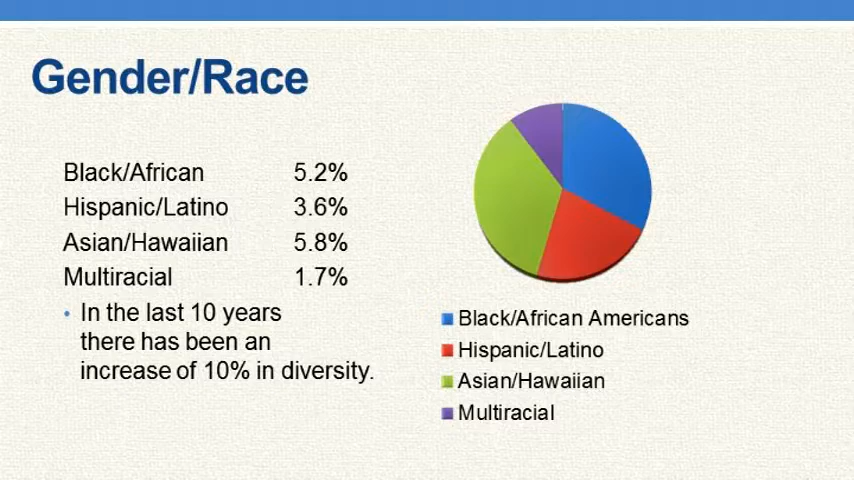 Gender/Race
Black/African 5.2%
Hispanic/Latino 3.6%
Asian/Hawaiian 5.8%
Multiracial 1.7%
• In the last 10 years
there has been an
increase of 10% in diversity.
Black/African Americans
Hispanic/Latino
Asian/Hawaiian
Multiracial